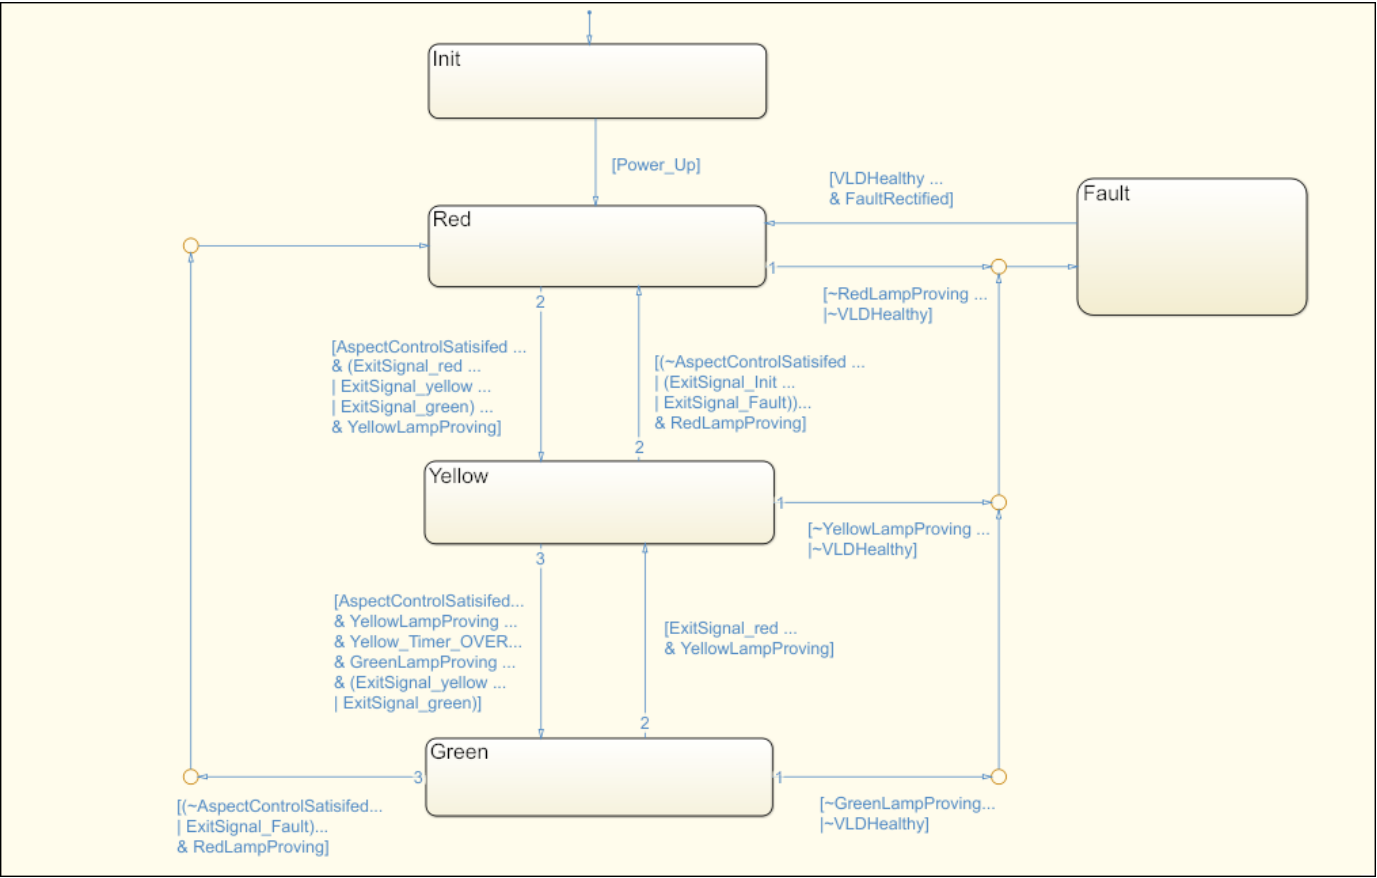 Init
[Power_Up]
[VLDHealthy ...
& FaultRectified]
Fault
Red
1
2
[~RedLampProving ...
|~VLDHealthy]
[AspectControlSatisifed ...
& (ExitSignal_red ...
| ExitSignal_yellow ...
| ExitSignal_green) ...
& YellowLampProving]
[(~AspectControlSatisifed ...
| (ExitSignal_Init ...
| ExitSignal_Fault))...
& RedLampProving]
2
Yellow
1
[~YellowLampProving ...
|~VLDHealthy]
3
[AspectControlSatisifed...
& YellowLampProving ...
& Yellow_Timer_OVER...
& GreenLampProving ...
& (ExitSignal_yellow ...
| ExitSignal_green)]
[ExitSignal_red ...
& YellowLampProving]
2
Green
3
1
[(~AspectControlSatisifed...
| ExitSignal_Fault)...
& RedLampProving]
[~GreenLampProving...
|~VLDHealthy]